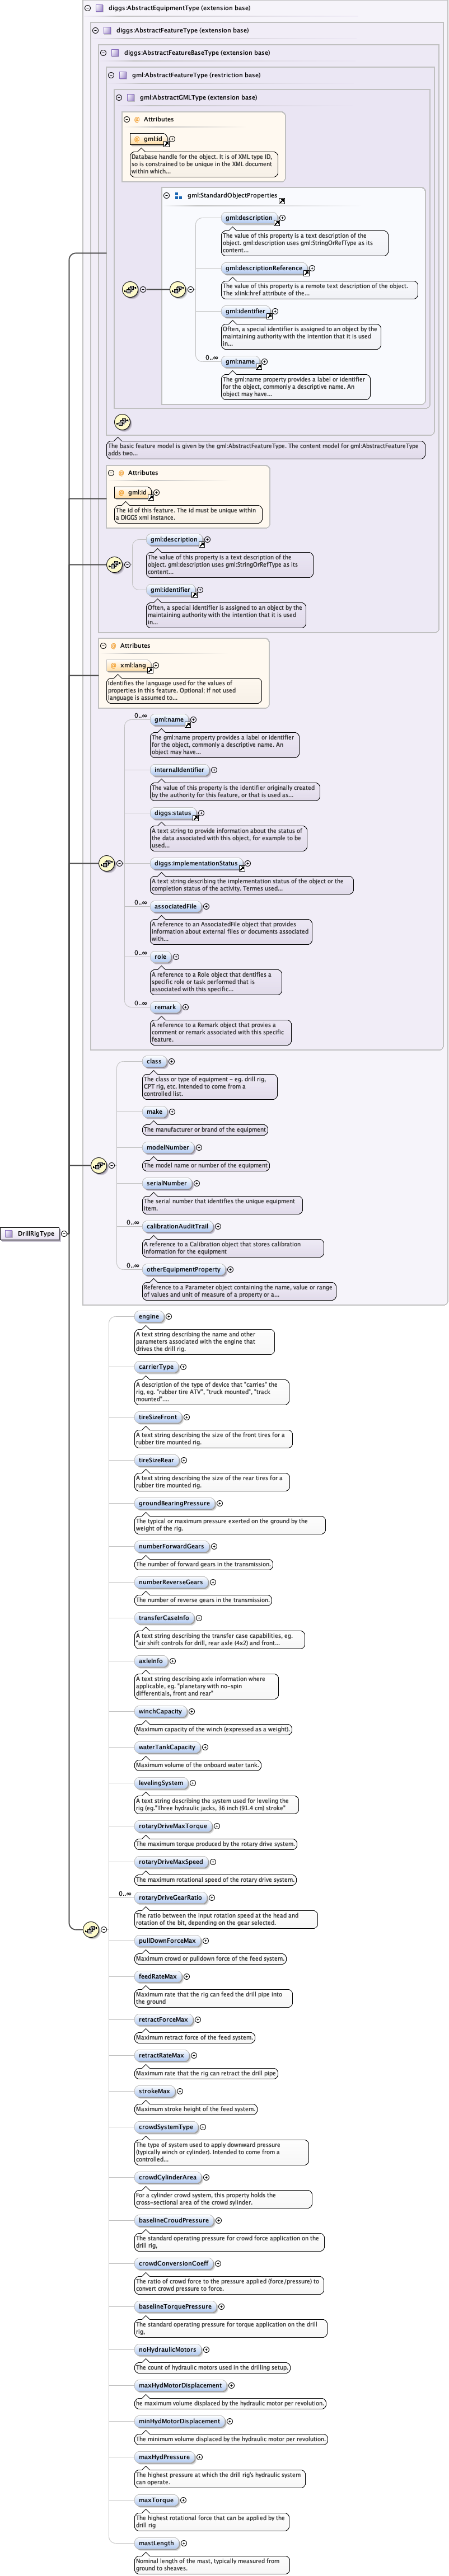 diggs:AbstractEquipmentType (extension base)
diggs:AbstractFeatureType (extension base)
diggs:AbstractFeatureBaseType (extension base)
gml:AbstractFeatureType (restriction base)
gml:AbstractGMLType (extension base)
Attributes
gml:id
Database handle for the object. It is of XML type ID,
so is constrained to be unique in the XML document
within which...
gml:StandardObjectProperties
gml:description
The value of this property is a text description of the
object. gml:description uses gml:StringOrRefType as its
content...
gml:descriptionReference
The value of this property is a remote text description of the object.
The xlink:href attribute of the...
gml:identifier
Often, a special identifier is assigned to an object by the
maintaining authority with the intention that it is used
in...
0..∞
gml:name
The gml:name property provides a label or identifier
for the object, commonly a descriptive name. An
object may have...
The basic feature model is given by the gml:AbstractFeatureType. The content model for gml:AbstractFeatureType
adds two...
Attributes
gml:id
The id of this feature. The id must be unique within
a DIGGS xml instance.
gml:description
The value of this property is a text description of the
object. gml:description uses gml:StringOrRefType as its
content...
gml:identifier
Often, a special identifier is assigned to an object by the
maintaining authority with the intention that it is used
in...
Attributes
xml:lang
Identifies the language used for the values of
properties in this feature. Optional; if not used
language is assumed to...
0..∞
gml:name
The gml:name property provides a label or identifier
for the object, commonly a descriptive name. An
object may have...
internalIdentifier
The value of this property is the identifier originally created
by the authority for this feature, or that is used as...
diggs:status
A text string to provide information about the status of
the data associated with this object, for example to be
used...
diggs:implementationStatus
A text string describing the implementation status of the object or the
completion status of the activity. Termes used...
0..∞
associatedFile
A reference to an AssociatedFile object that provides
information about external files or documents associated
with...
0..∞
role
A reference to a Role object that dentifies a
specific role or task performed that is
associated with this specific...
0..∞
remark
A reference to a Remark object that provies a
comment or remark associated with this specific
feature.
class
The class or type of equipment - eg. drill rig,
CPT rig, etc. Intended to come from a
controlled list.
make
The manufacturer or brand of the equipment
modelNumber
The model name or number of the equipment
serialNumber
The serial number that identifies the unique equipment
item.
0..∞
calibrationAuditTrail
A reference to a Calibration object that stores calibration
information for the equipment
0..∞
otherEquipmentProperty
Reference to a Parameter object containing the name, value or range
of values and unit of measure of a property or a...
DrillRigType
engine
A text string describing the name and other
parameters associated with the engine that
drives the drill rig.
carrierType
A description of the type of device that "carries" the
rig, eg. "rubber tire ATV", "truck mounted", "track
mounted"....
tireSizeFront
A text string describing the size of the front tires for a
rubber tire mounted rig.
tireSizeRear
A text string describing the size of the rear tires for a
rubber tire mounted rig.
groundBearingPressure
The typical or maximum pressure exerted on the ground by the
weight of the rig.
numberForwardGears
The number of forward gears in the transmission.
numberReverseGears
The number of reverse gears in the transmission.
transferCaseInfo
A text string describing the transfer case capabilities, eg.
"air shift controls for drill, rear axle (4x2) and front...
axleInfo
A text string describing axle information where
applicable, eg. "planetary with no-spin
differentials, front and rear"
winchCapacity
Maximum capacity of the winch (expressed as a weight).
waterTankCapacity
Maximum volume of the onboard water tank.
levelingSystem
A text string describing the system used for leveling the
rig (eg."Three hydraulic jacks, 36 inch (91.4 cm) stroke"
rotaryDriveMaxTorque
The maximum torque produced by the rotary drive system.
rotaryDriveMaxSpeed
The maximum rotational speed of the rotary drive system.
0..∞
rotaryDriveGearRatio
The ratio between the input rotation speed at the head and
rotation of the bit, depending on the gear selected.
pullDownForceMax
Maximum crowd or pulldown force of the feed system.
feedRateMax
Maximum rate that the rig can feed the drill pipe into
the ground
retractForceMax
Maximum retract force of the feed system.
retractRateMax
Maximum rate that the rig can retract the drill pipe
strokeMax
Maximum stroke height of the feed system.
crowdSystemType
The type of system used to apply downward pressure
(typically winch or cylinder). Intended to come from a
controlled...
crowdCylinderArea
For a cylinder crowd system, this property holds the
cross-sectional area of the crowd sylinder.
baselineCroudPressure
The standard operating pressure for crowd force application on the
drill rig,
crowdConversionCoeff
The ratio of crowd force to the pressure applied (force/pressure) to
convert crowd pressure to force.
baselineTorquePressure
The standard operating pressure for torque application on the drill
rig,
noHydraulicMotors
The count of hydraulic motors used in the drilling setup.
maxHydMotorDisplacement
he maximum volume displaced by the hydraulic motor per revolution.
minHydMotorDisplacement
The minimum volume displaced by the hydraulic motor per revolution.
maxHydPressure
The highest pressure at which the drill rig's hydraulic system
can operate.
maxTorque
The highest rotational force that can be applied by the
drill rig
mastLength
Nominal length of the mast, typically measured from
ground to sheaves.